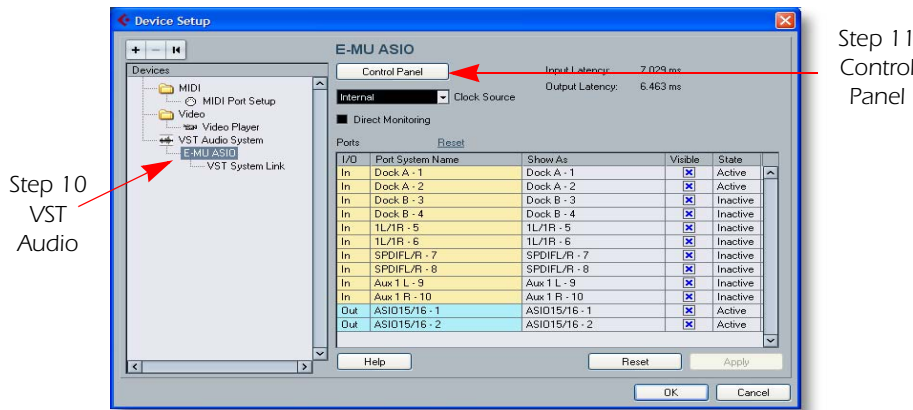 Device Setup
Step 11
Control
Panel
Step 10
VST
Audio
Devices
MIDI
MIDI Port Setup
Video
Video Player
VST Audio System
E-MU ASIO
VST System Link
E-MU ASIO
Control Panel
Input Latency: 7.029 ms
Output Latency: 6.463 ms
Internal Clock Source
Direct Monitoring
Ports Reset
I/O Port System Name Show As Visible State
In Dock A - 1 Dock A - 1 Active
In Dock A - 2 Dock A - 2 Active
In Dock B - 3 Dock B - 3 Inactive
In Dock B - 4 Dock B - 4 Inactive
In 1L/1R - 5 1L/1R - 5 Inactive
In 1L/1R - 6 1L/1R - 6 Inactive
In SPDIFL/R - 7 SPDIFL/R - 7 Inactive
In SPDIFL/R - 8 SPDIFL/R - 8 Inactive
In Aux 1 L - 9 Aux 1 L - 9 Inactive
In Aux 1 R - 10 Aux 1 R - 10 Inactive
Out ASIO15/16 - 1 ASIO15/16 - 1 Active
Out ASIO15/16 - 2 ASIO15/16 - 2 Active
Help Reset Apply
OK Cancel